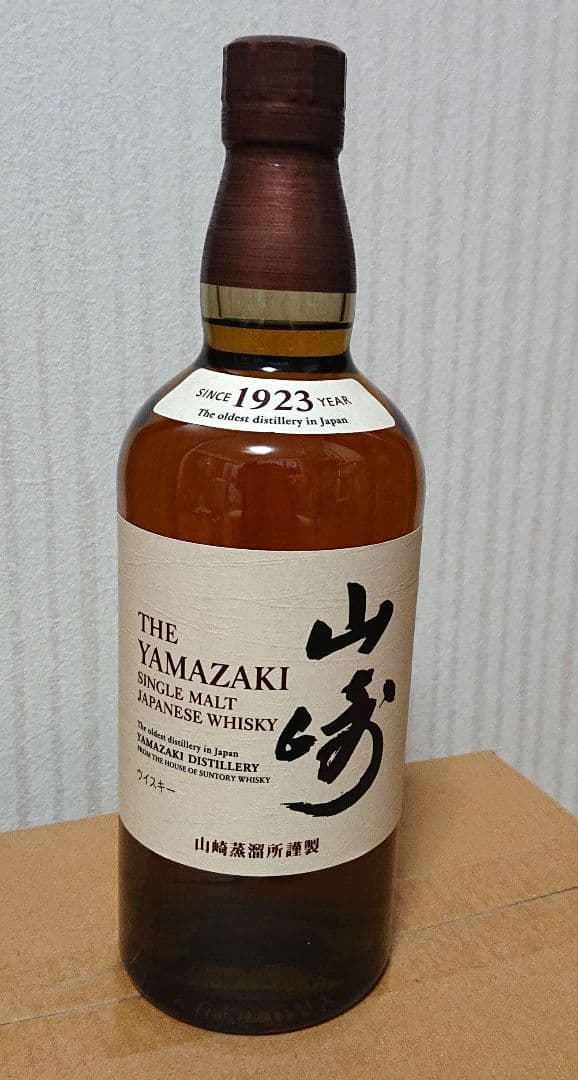 SINCE 1923 YEAR
The oldest distillery in Japan
THE
YAMAZAKI
SINGLE MALT
JAPANESE WHISKY
The oldest distillery in Japan
YAMAZAKI DISTILLERY
FROM THE HOUSE OF SUNTORY WHISKY
ウイスキー
山崎
山崎蒸溜所謹製